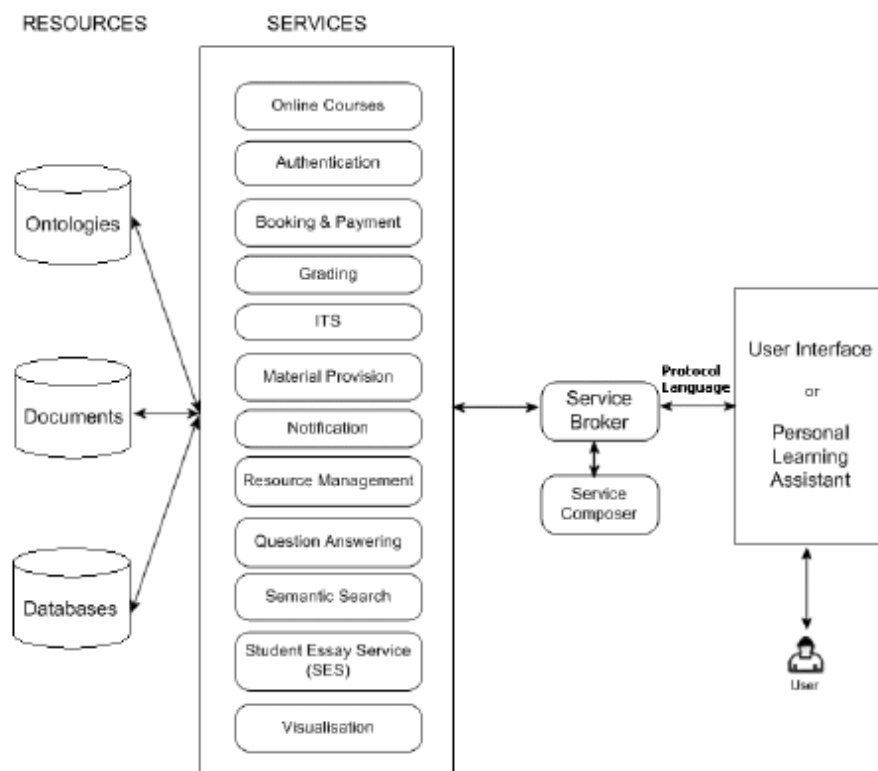 RESOURCES
SERVICES
Online Courses
Authentication
Booking & Payment
Grading
ITS
Material Provision
Notification
Resource Management
Question Answering
Semantic Search
Student Essay Service
(SES)
Visualisation
Ontologies
Documents
Databases
Service
Broker
Service
Composer
Protocol
Language
User Interface
or
Personal
Learning
Assistant
User